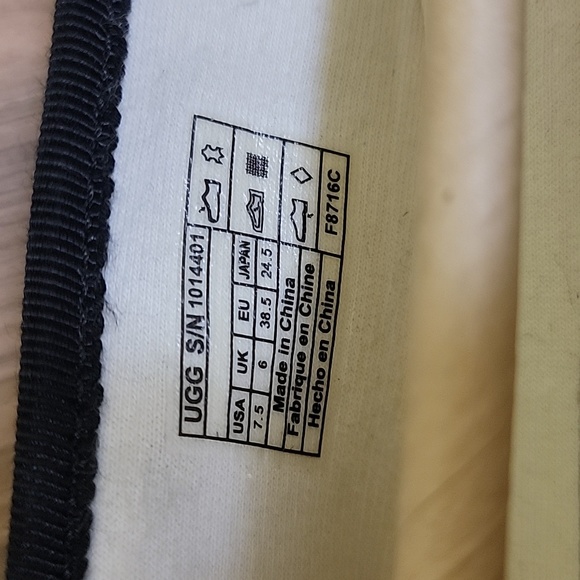 UGG S/N 1014401
USA UK EU JAPAN
7.5 6 38.5 24.5
Made in China
Fabrique en Chine
Hecho en China
F8716C